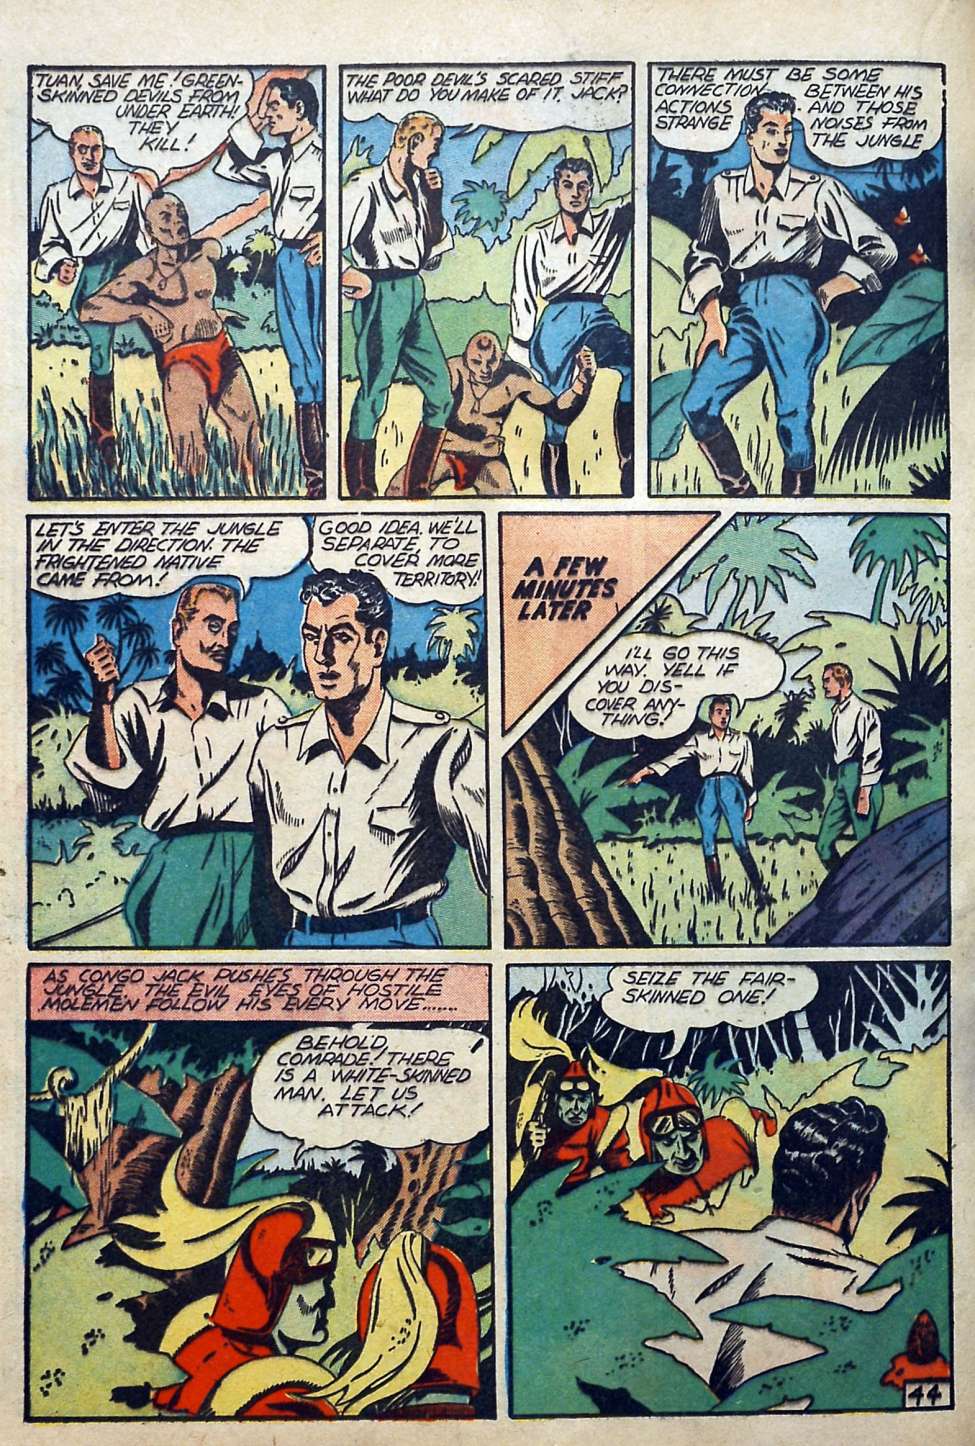 TUAN, SAVE ME! GREEN-
SKINNED DEVILS FROM
UNDER EARTH!
THEY
KILL!
THE POOR DEVIL'S SCARED STIFF
WHAT DO YOU MAKE OF IT, JACK?
THERE MUST BE SOME
CONNECTION BETWEEN HIS
ACTIONS AND THOSE
STRANGE NOISES FROM
THE JUNGLE
LET'S ENTER THE JUNGLE
IN THE DIRECTION THE
FRIGHTENED NATIVE
CAME FROM!
GOOD IDEA. WE'LL
SEPARATE TO
COVER MORE
TERRITORY!
A FEW
MINUTES
LATER
I'LL GO THIS
WAY. YELL IF
YOU DIS-
COVER ANY-
THING!
AS CONGO JACK PUSHES THROUGH THE
JUNGLE THE EVIL EYES OF HOSTILE
MOLEMEN FOLLOW HIS EVERY MOVE.......
BEHOLD,
COMRADE! THERE
IS A WHITE-SKINNED
MAN. LET US
ATTACK!
SEIZE THE FAIR-
SKINNED ONE!
44